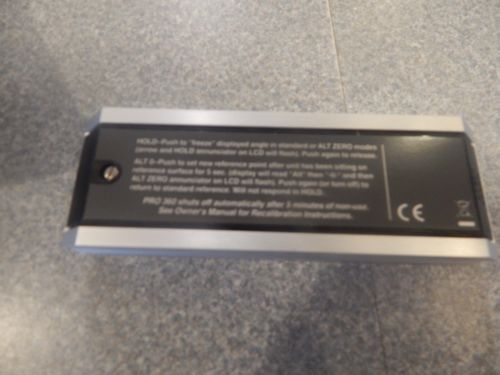 HOLD-Push to "freeze" displayed angle in standard or ALT ZERO modes
(arrow and HOLD annunciator on LCD will flash). Push again to release.
ALT 0-Push to set new reference point after unit has been sitting on
reference surface for 5 sec. (display will read "Alt" then "-0-" and then
ALT ZERO annunciator on LCD will flash). Push again (or turn off) to
return to standard reference. Will not respond in HOLD.
PRO 360 shuts off automatically after 5 minutes of non-use.
See Owner's Manual for Recalibration Instructions.
CE